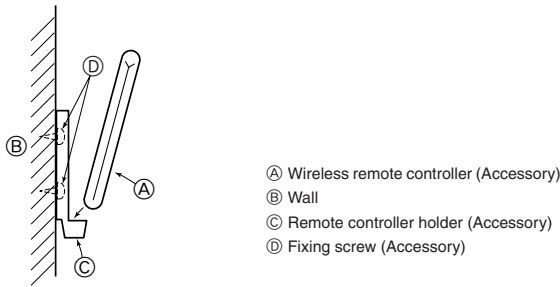 Ⓓ
Ⓑ
Ⓐ
Ⓒ
Ⓐ Wireless remote controller (Accessory)
Ⓑ Wall
Ⓒ Remote controller holder (Accessory)
Ⓓ Fixing screw (Accessory)